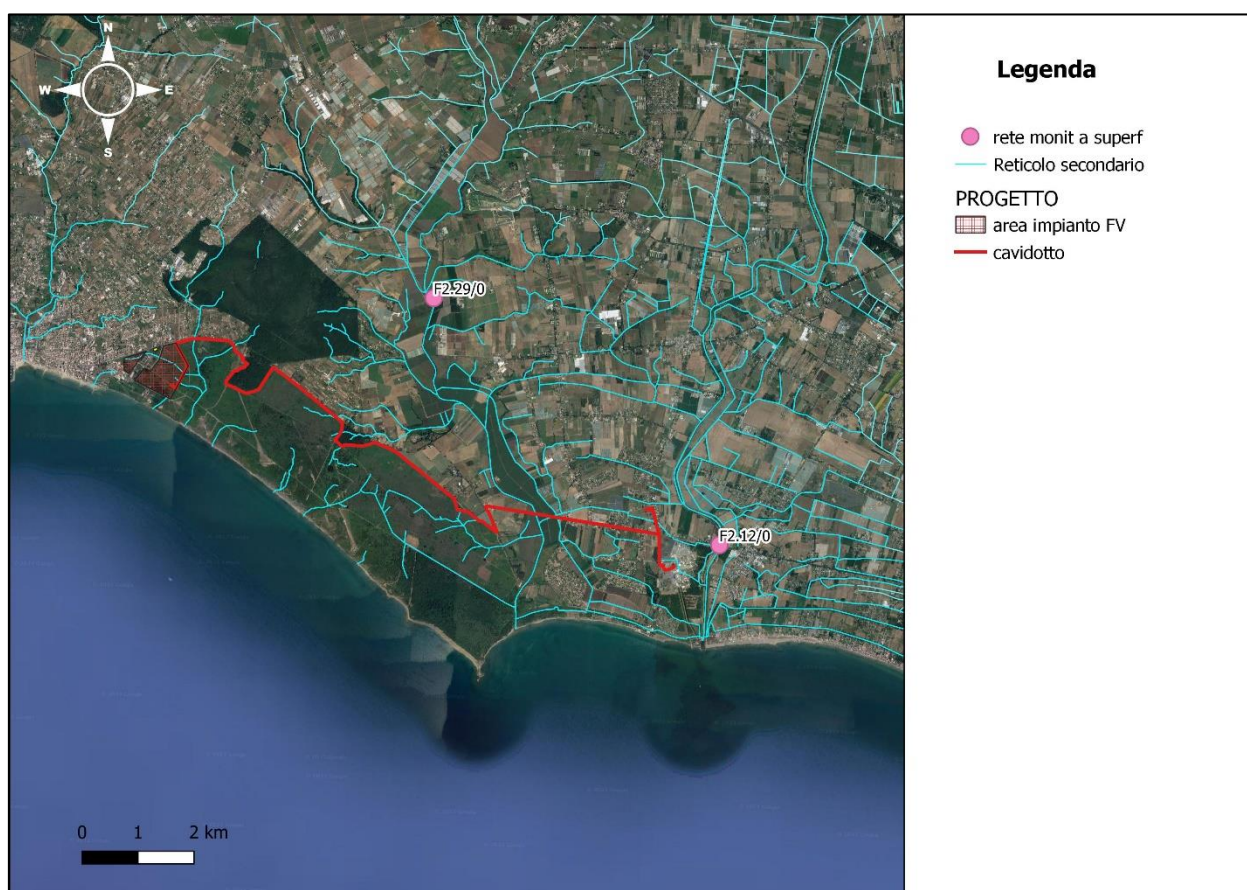 N
W
E
S
F2.29/0
F2.12/0
0 1 2 km
Legenda
rete monit a superf
Reticolo secondario
PROGETTO
area impianto FV
cavidotto